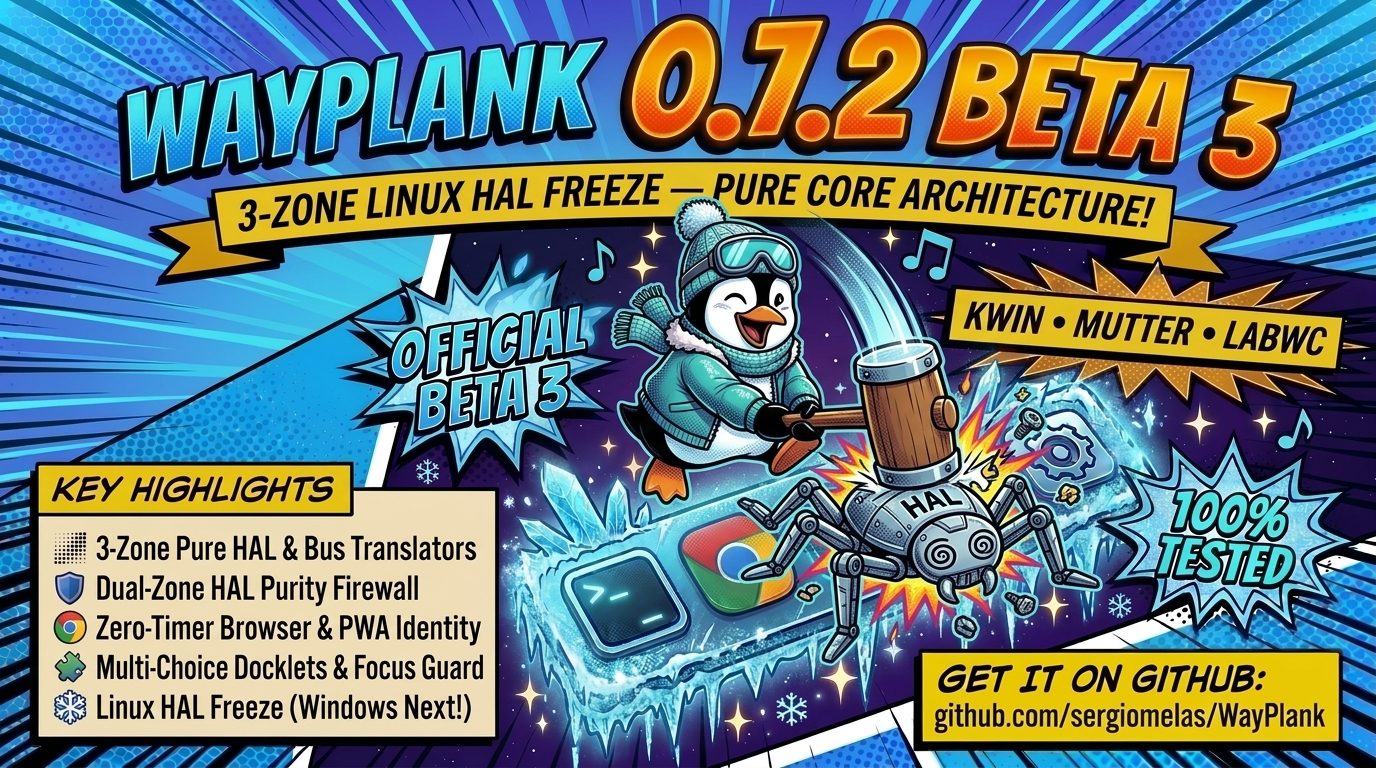 WAYPLANK 0.7.2 BETA 3
3-ZONE LINUX HAL FREEZE — PURE CORE ARCHITECTURE!
OFFICIAL
BETA 3
KWIN • MUTTER • LABWC
HAL
100%
TESTED
KEY HIGHLIGHTS
3-Zone Pure HAL & Bus Translators
Dual-Zone HAL Purity Firewall
Zero-Timer Browser & PWA Identity
Multi-Choice Docklets & Focus Guard
Linux HAL Freeze (Windows Next!)
GET IT ON GITHUB:
github.com/sergiomelas/WayPlank